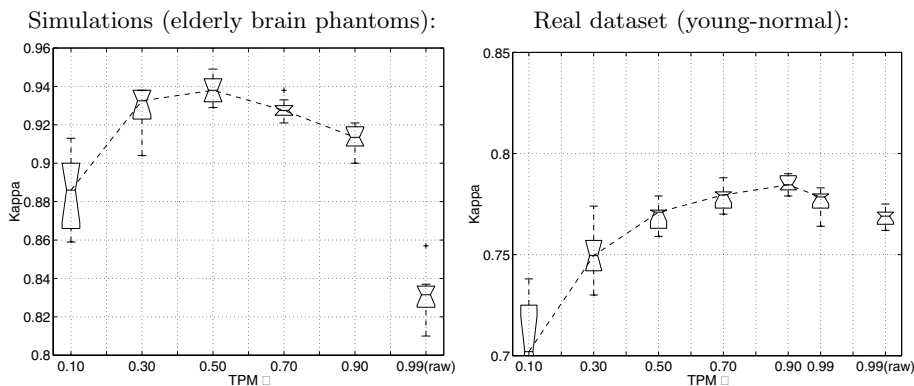 Simulations (elderly brain phantoms):
0.96
0.94
0.92
0.9
0.88
0.86
0.84
0.82
0.8
Kappa
0.10 0.30 0.50 0.70 0.90 0.99(raw)
TPM □
Real dataset (young-normal):
0.85
0.8
0.75
0.7
Kappa
0.10 0.30 0.50 0.70 0.90 0.99 0.99(raw)
TPM □